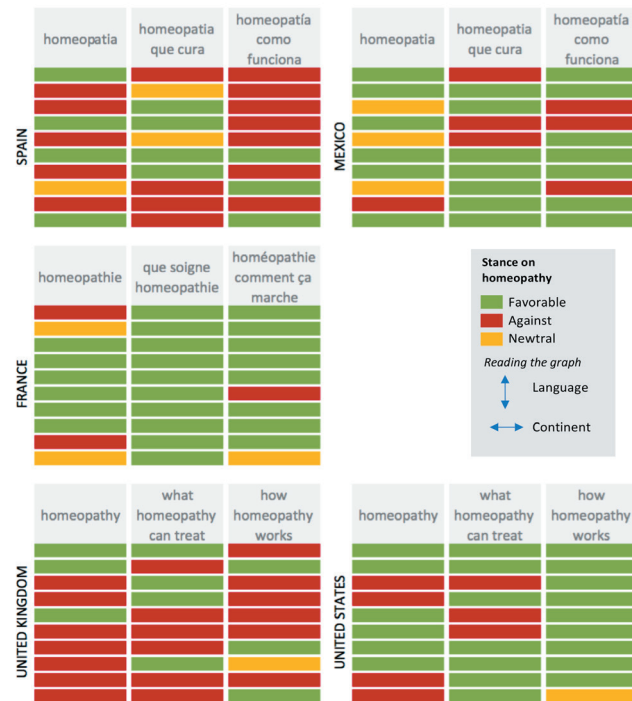 homeopatia
homeopatia
que cura
homeopatía
como
funciona
SPAIN
homeopatia
homeopatia
que cura
homeopatía
como
funciona
MEXICO
homeopathie
que soigne
homeopathie
homéopathie
comment ça
marche
FRANCE
Stance on
homeopathy
Favorable
Against
Newtral
Reading the graph
Language
Continent
homeopathy
what
homeopathy
can treat
how
homeopathy
works
UNITED KINGDOM
homeopathy
what
homeopathy
can treat
how
homeopathy
works
UNITED STATES